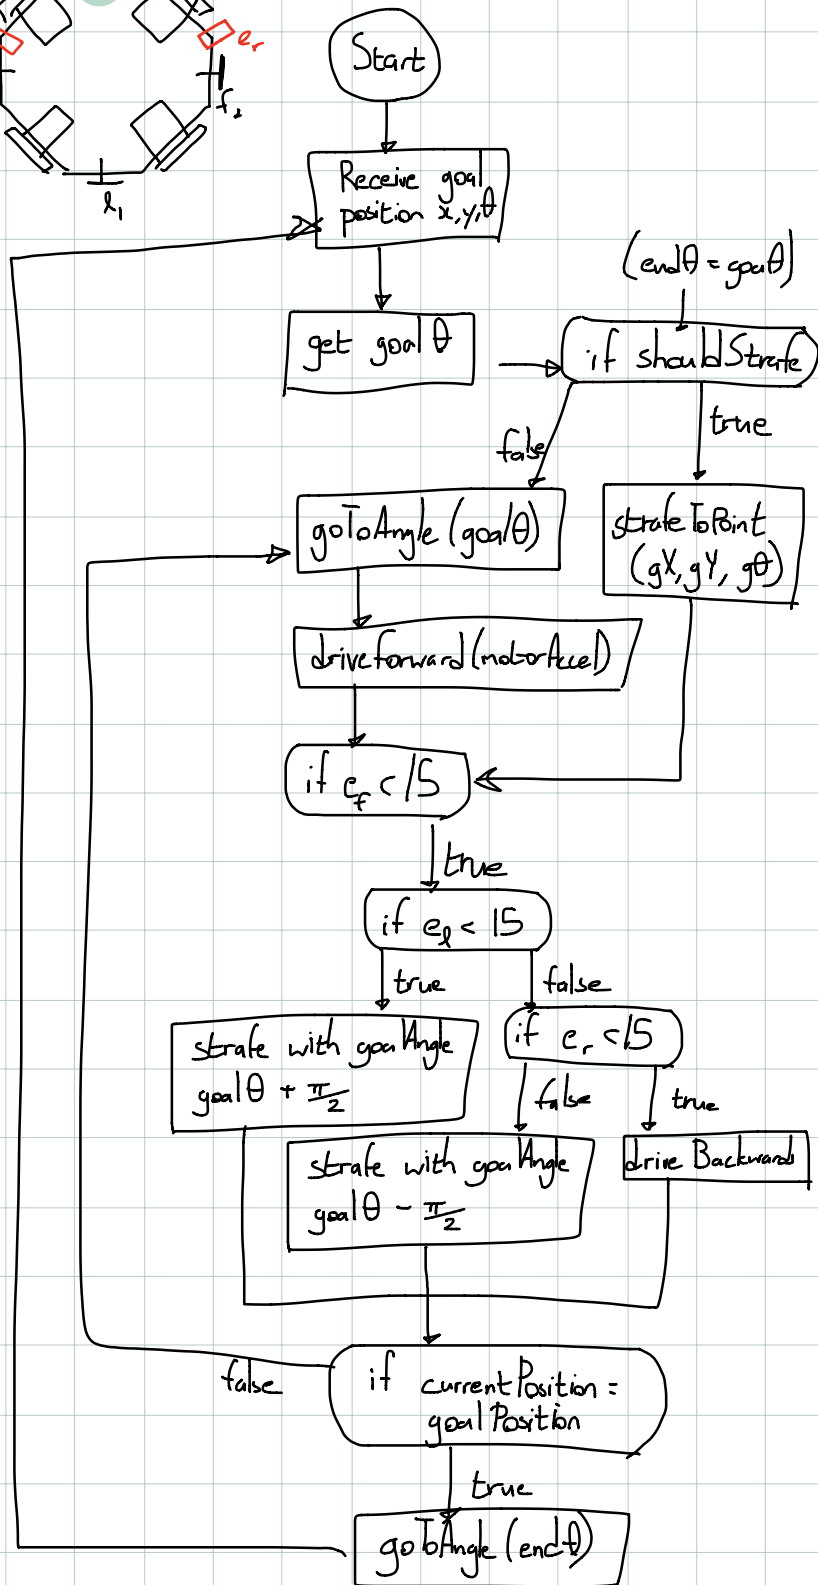 e_r
f_2
l_1
Start
Receive goal
position x,y,θ
(endθ = goalθ)
get goal θ
if shouldStrafe
false
true
goToAngle (goalθ)
strafeToPoint
(gX, gY, gθ)
driveForward (motorAccel)
if e_f < 15
true
if e_l < 15
true
false
strafe with goalAngle
goalθ + π/2
if e_r < 15
false
true
strafe with goalAngle
goalθ - π/2
drive Backwards
false
if currentPosition =
goalPosition
true
goToAngle (endθ)